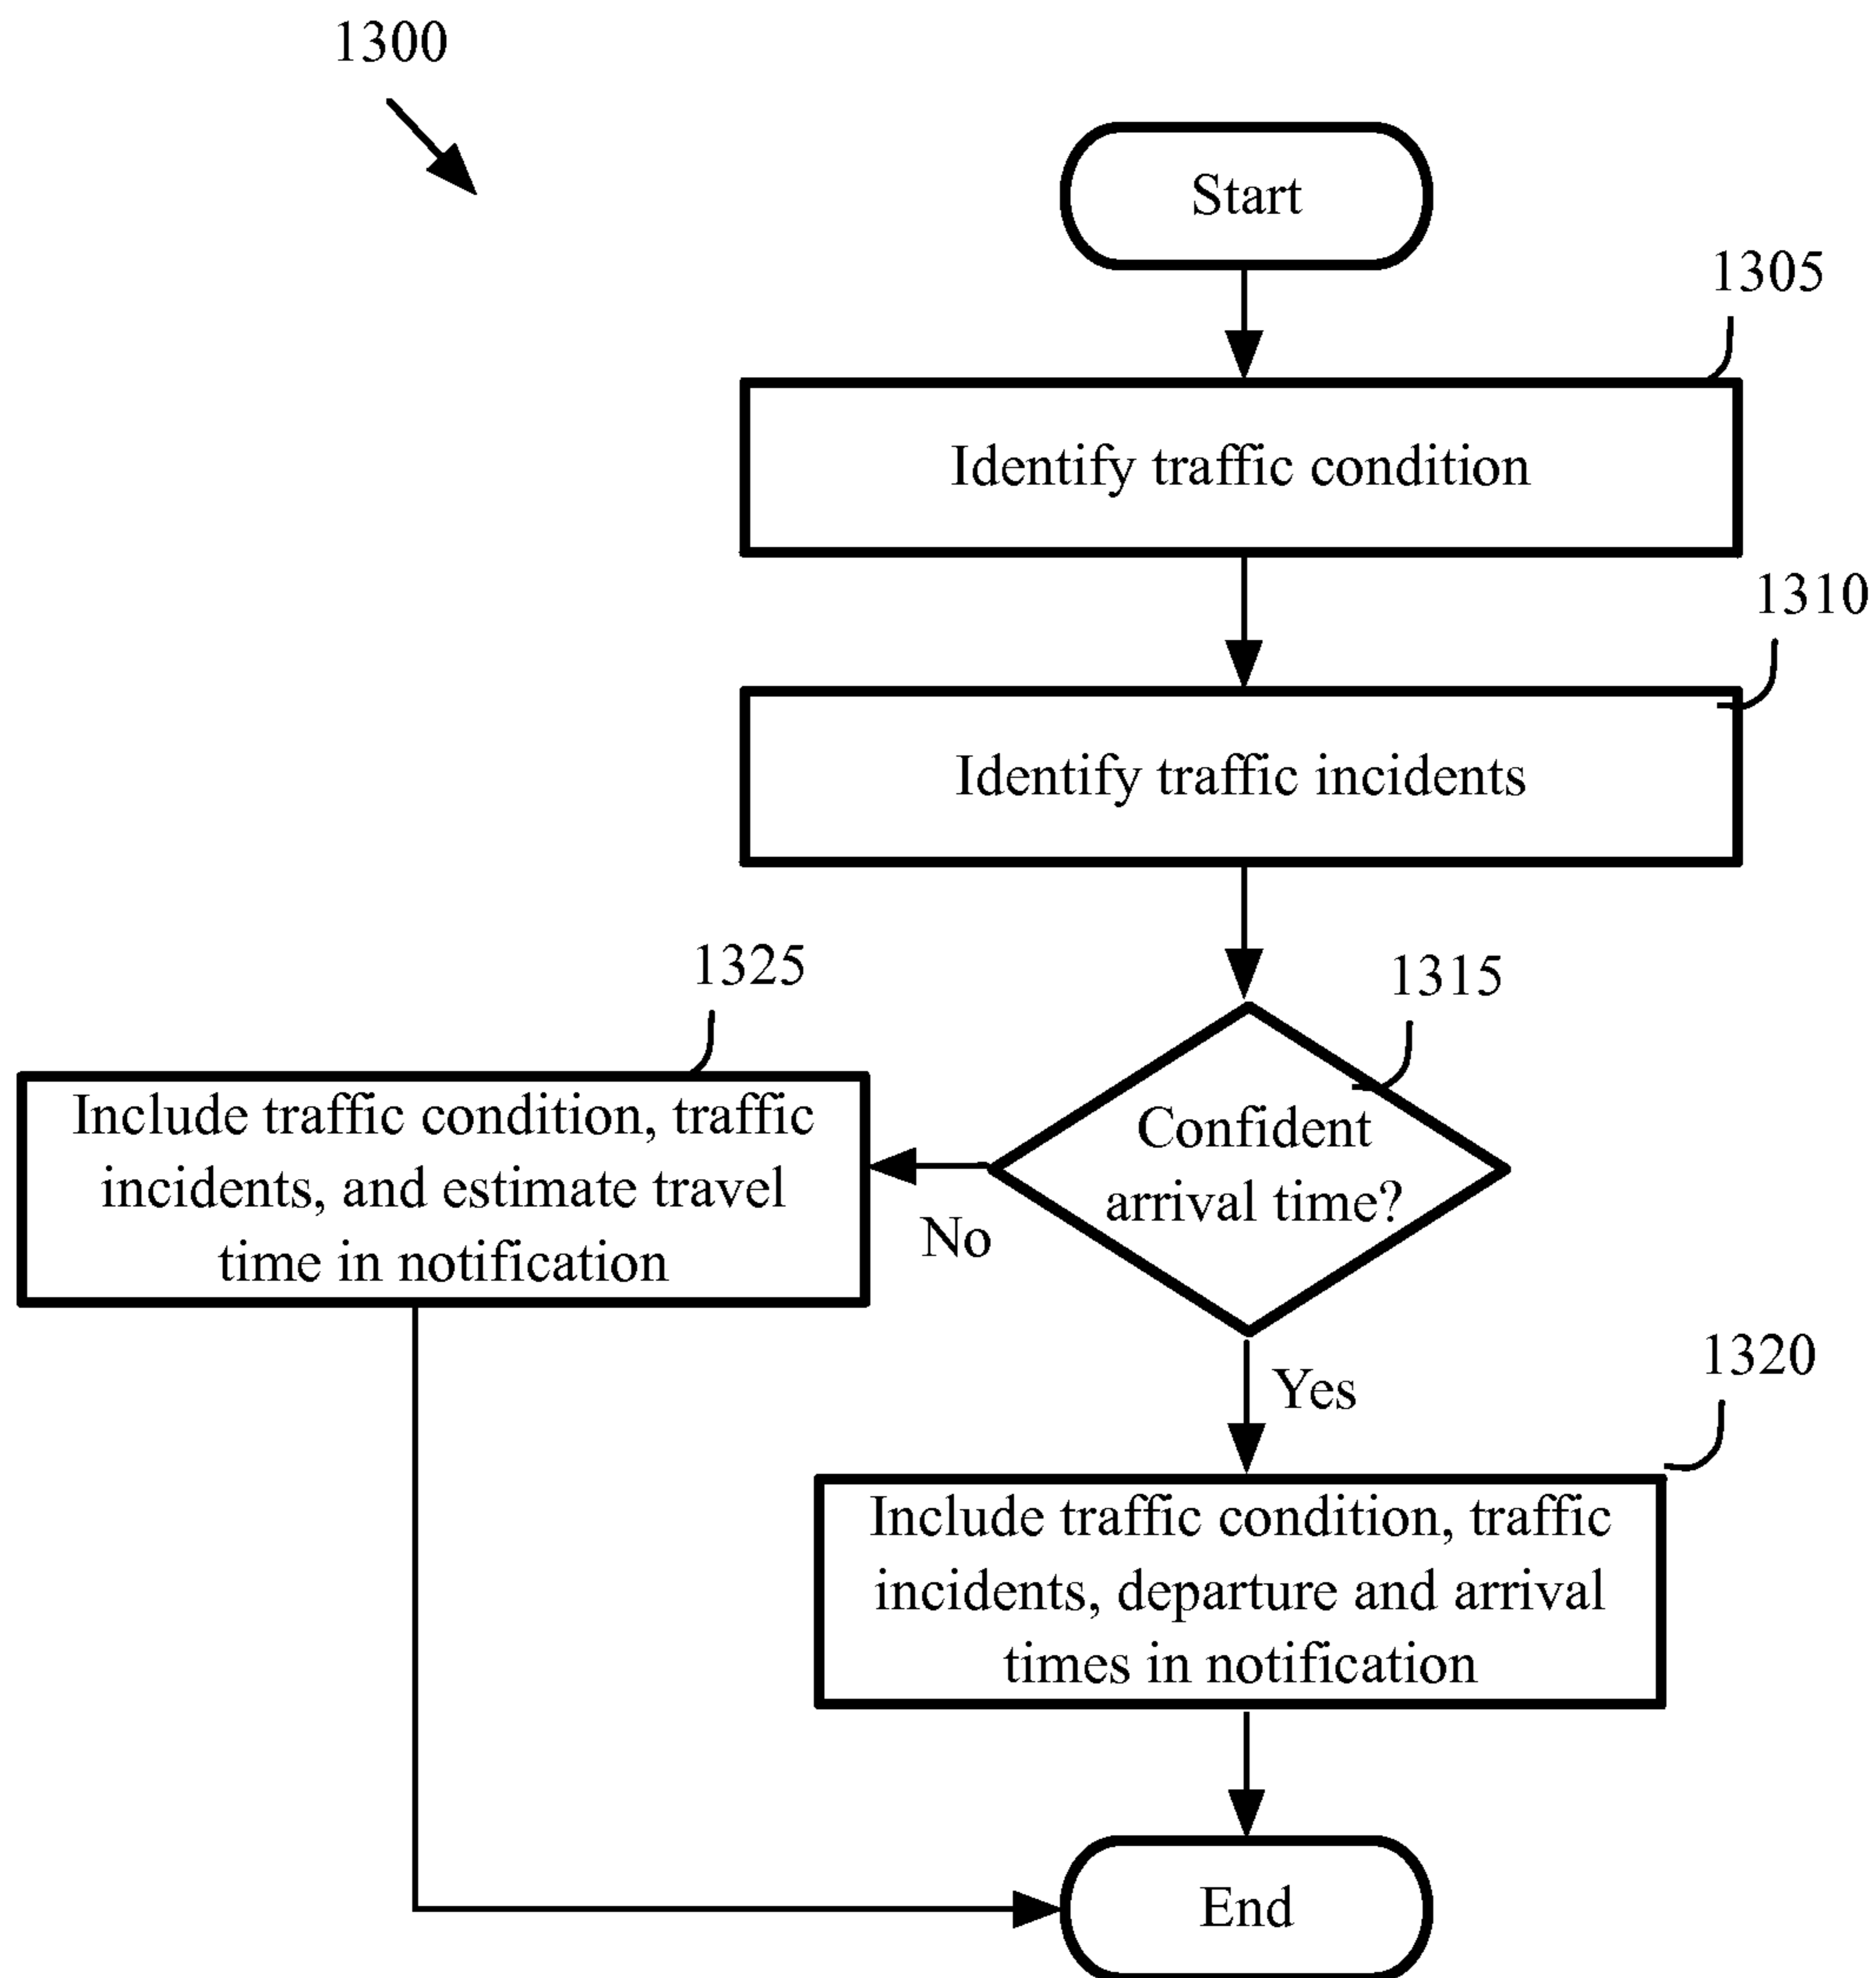 1300
Start
1305
Identify traffic condition
1310
Identify traffic incidents
1315
Confident
arrival time?
No
1325
Include traffic condition, traffic
incidents, and estimate travel
time in notification
Yes
1320
Include traffic condition, traffic
incidents, departure and arrival
times in notification
End